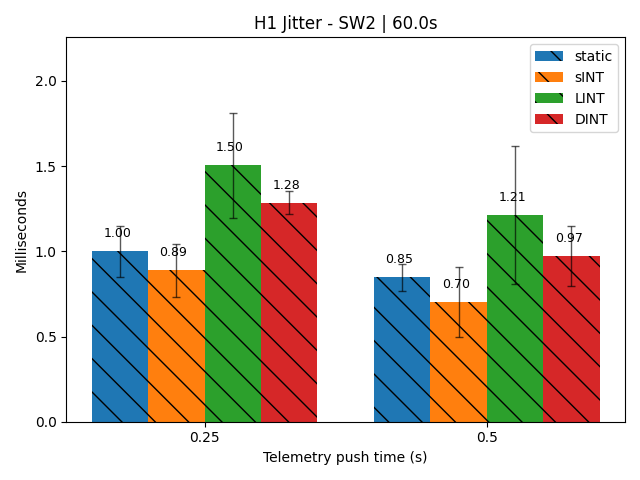 H1 Jitter - SW2 | 60.0s
Milliseconds
2.0
1.5
1.0
0.5
0.0
static
sINT
LINT
DINT
1.00
0.89
1.50
1.28
0.85
0.70
1.21
0.97
0.25
0.5
Telemetry push time (s)